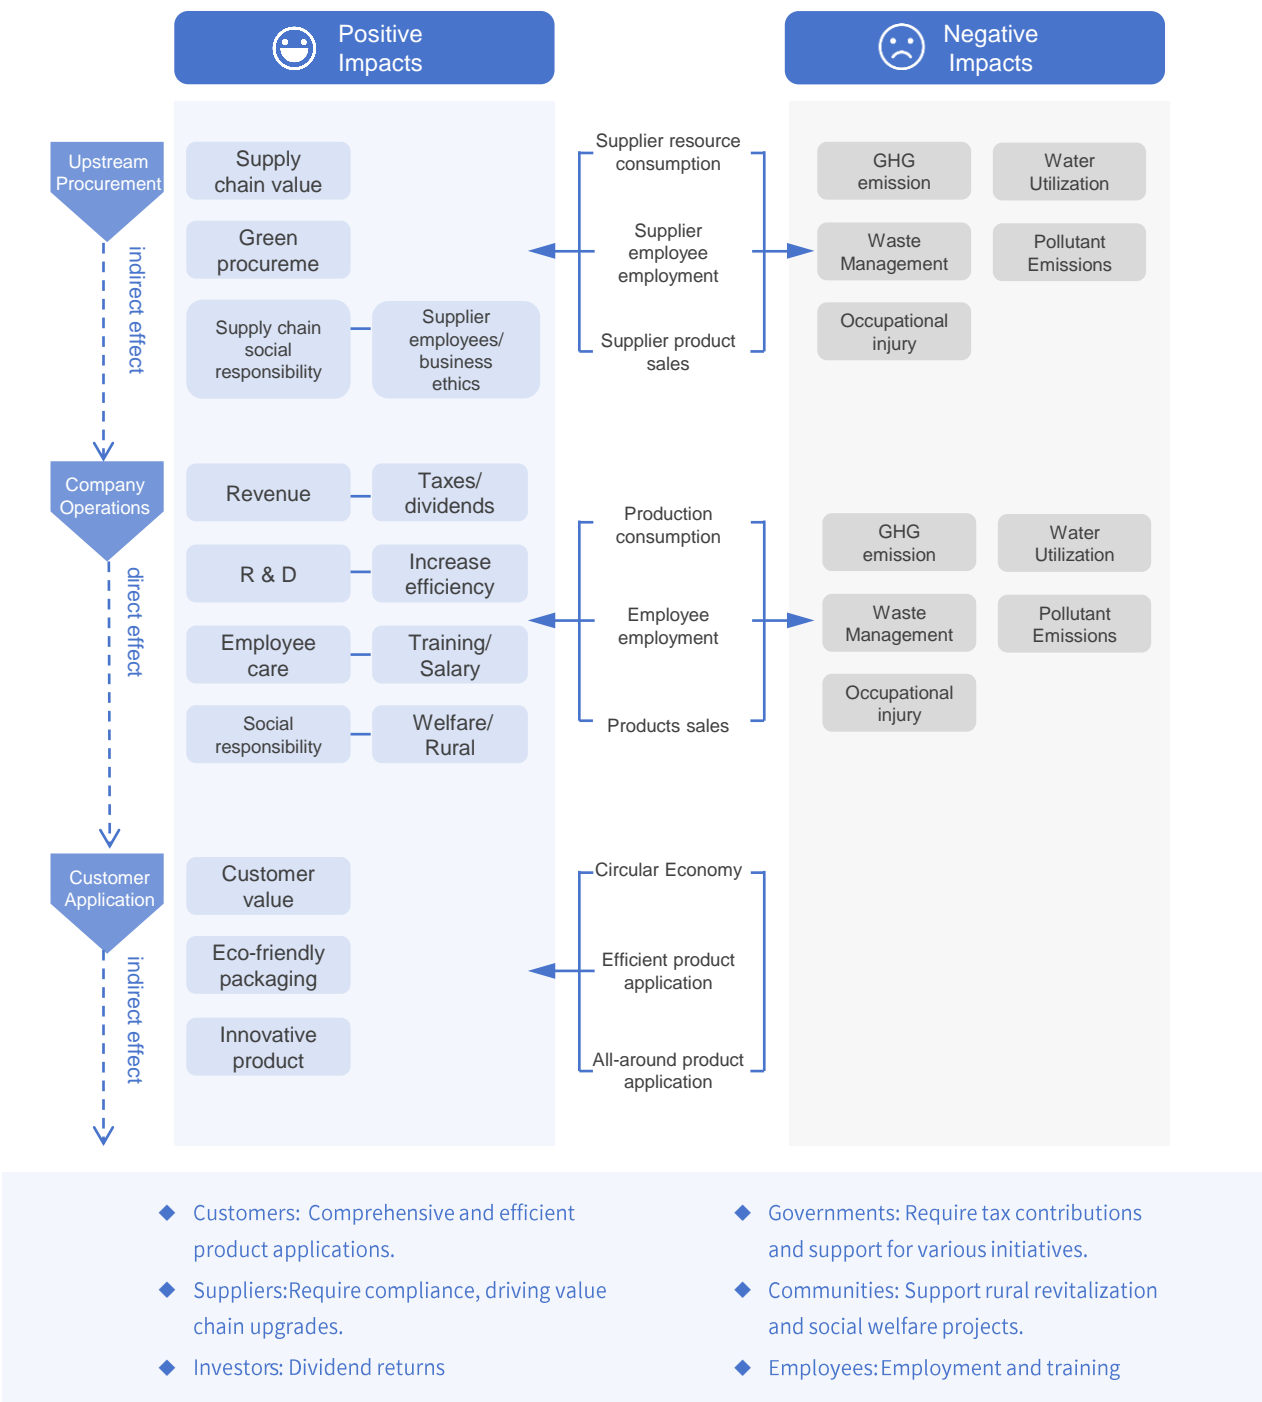 Positive
Impacts
Negative
Impacts
Upstream
Procurement
indirect effect
Supply
chain value
Green
procureme
Supply chain
social
responsibility
Supplier
employees/
business
ethics
Supplier resource
consumption
Supplier
employee
employment
Supplier product
sales
GHG
emission
Water
Utilization
Waste
Management
Pollutant
Emissions
Occupational
injury
Company
Operations
direct effect
Revenue
Taxes/
dividends
R & D
Increase
efficiency
Employee
care
Training/
Salary
Social
responsibility
Welfare/
Rural
Production
consumption
Employee
employment
Products sales
GHG
emission
Water
Utilization
Waste
Management
Pollutant
Emissions
Occupational
injury
Customer
Application
indirect effect
Customer
value
Eco-friendly
packaging
Innovative
product
Circular Economy
Efficient product
application
All-around product
application
Customers: Comprehensive and efficient
product applications.
Suppliers:Require compliance, driving value
chain upgrades.
Investors: Dividend returns
Governments: Require tax contributions
and support for various initiatives.
Communities: Support rural revitalization
and social welfare projects.
Employees:Employment and training